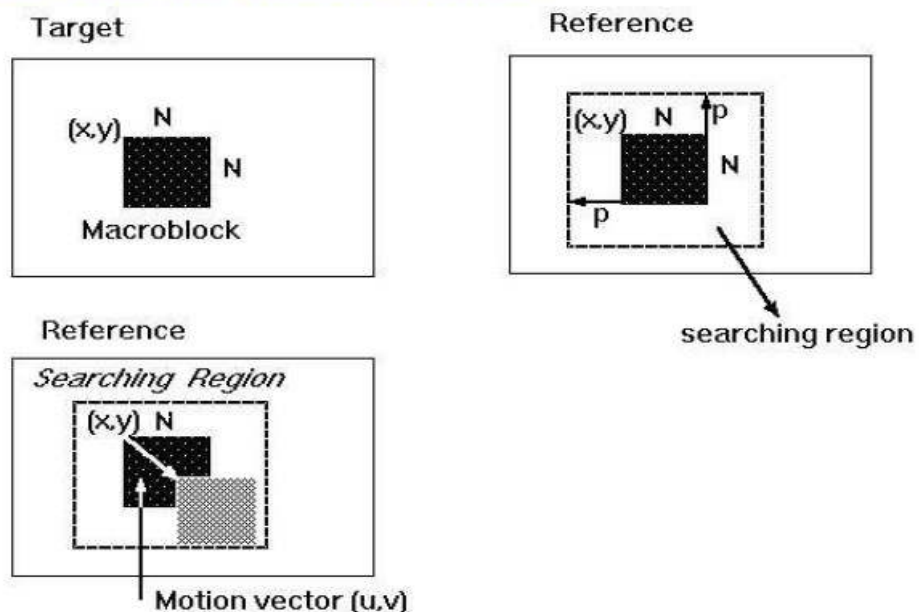 Target
(x,y) N
N
Macroblock
Reference
(x,y) N p
N
p
searching region
Reference
Searching Region
(x,y) N
Motion vector (u,v)